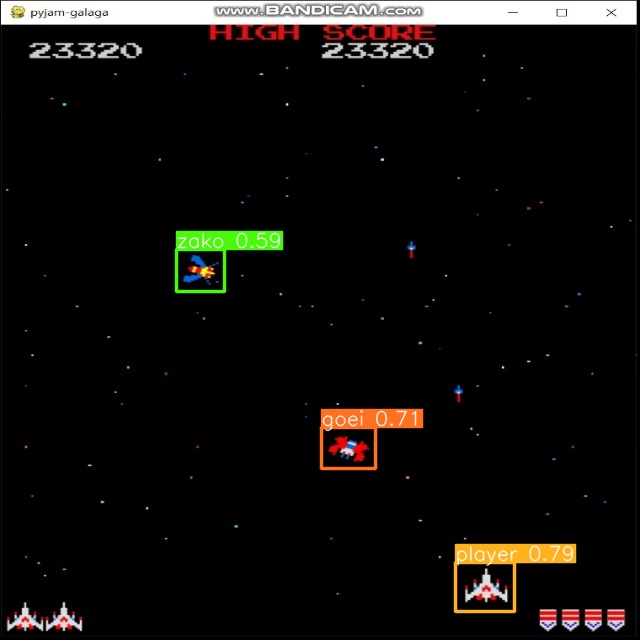 pyjam-galaga
www.BANDICAM.com
HIGH SCORE
23320 23320
zako 0.59
goei 0.71
player 0.79